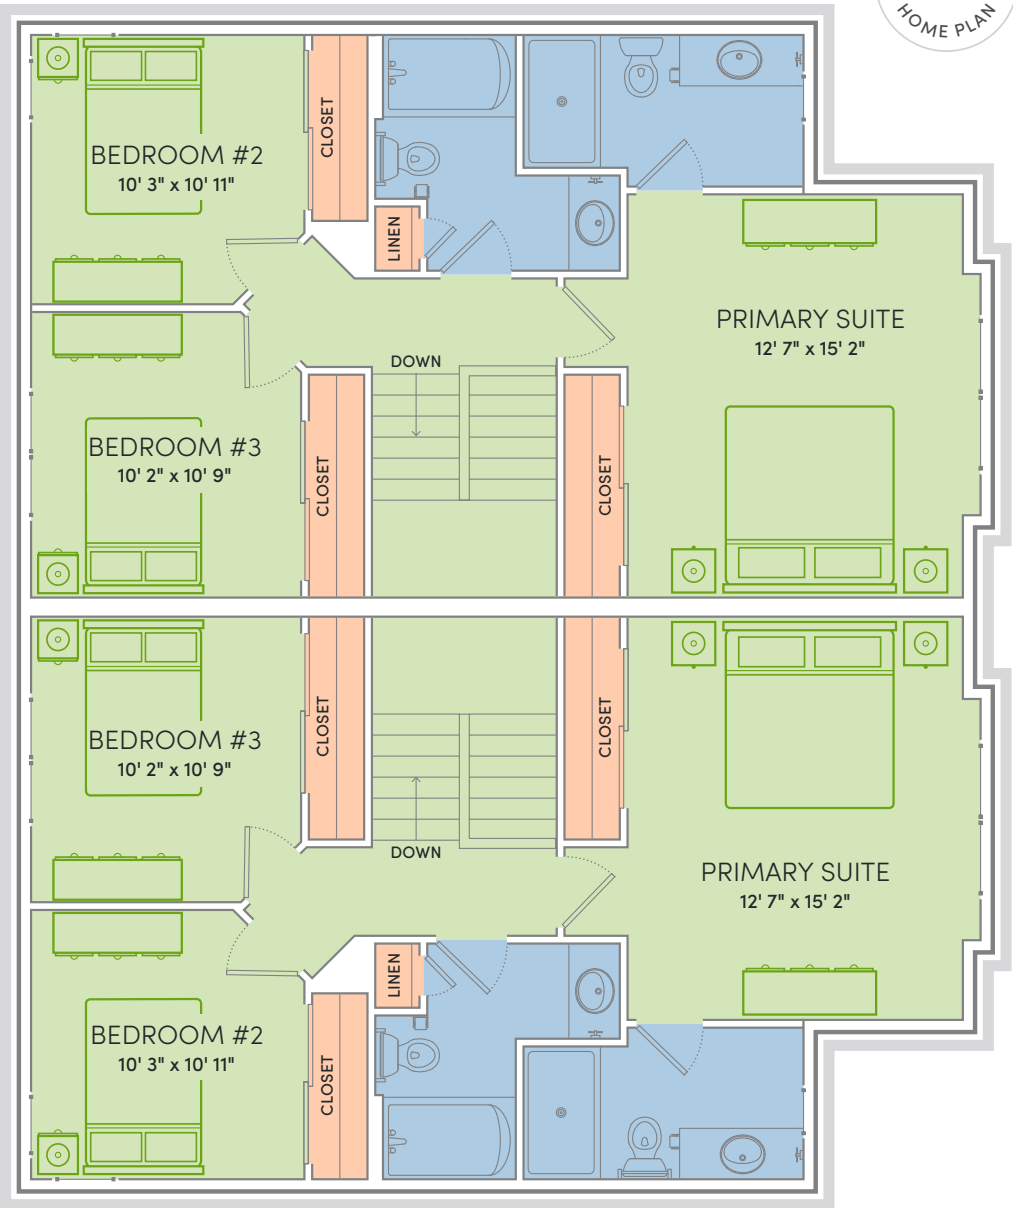 HOME PLAN
CLOSET
BEDROOM #2
10' 3" x 10' 11"
LINEN
PRIMARY SUITE
12' 7" x 15' 2"
DOWN
BEDROOM #3
10' 2" x 10' 9"
CLOSET
CLOSET
BEDROOM #3
10' 2" x 10' 9"
CLOSET
CLOSET
DOWN
PRIMARY SUITE
12' 7" x 15' 2"
LINEN
BEDROOM #2
10' 3" x 10' 11"
CLOSET